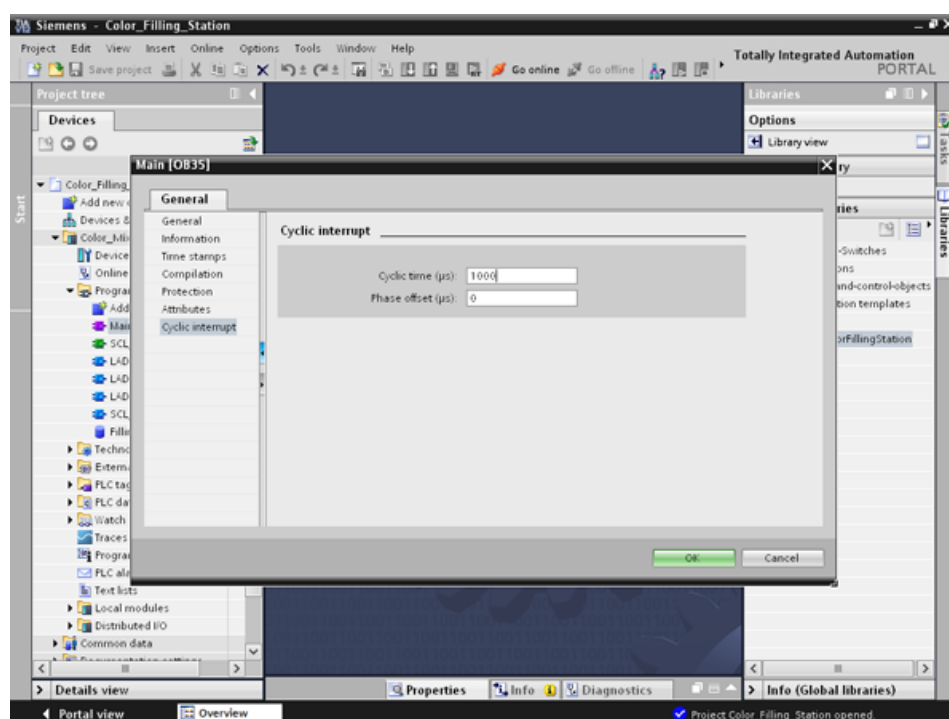 Siemens - Color_Filling_Station
Project Edit View Insert Online Options Tools Window Help
Save project Go online Go offline
Totally Integrated Automation
PORTAL
Project tree
Devices
Start
Color_Filling_
Add new
Devices &
Color_Mi
Device
Online
Progra
Add
Mai
SCL_
LAD
LAD
LAD
SCL_
Filli
Techno
Extern
PLC tag
PLC da
Watch
Traces
Progra
PLC ala
Text lists
Local modules
Distributed I/O
Common data
Details view
Main [OB35]
General
General
Information
Time stamps
Compilation
Protection
Attributes
Cyclic interrupt
Cyclic interrupt
Cyclic time (µs): 1000
Phase offset (µs): 0
OK Cancel
Libraries
Options
Library view
ry
ries
-Switches
ons
and-control-objects
tion templates
orFillingStation
Info (Global libraries)
Tasks
Libraries
Properties Info Diagnostics
Portal view Overview
Project Color_Filling_Station opened.